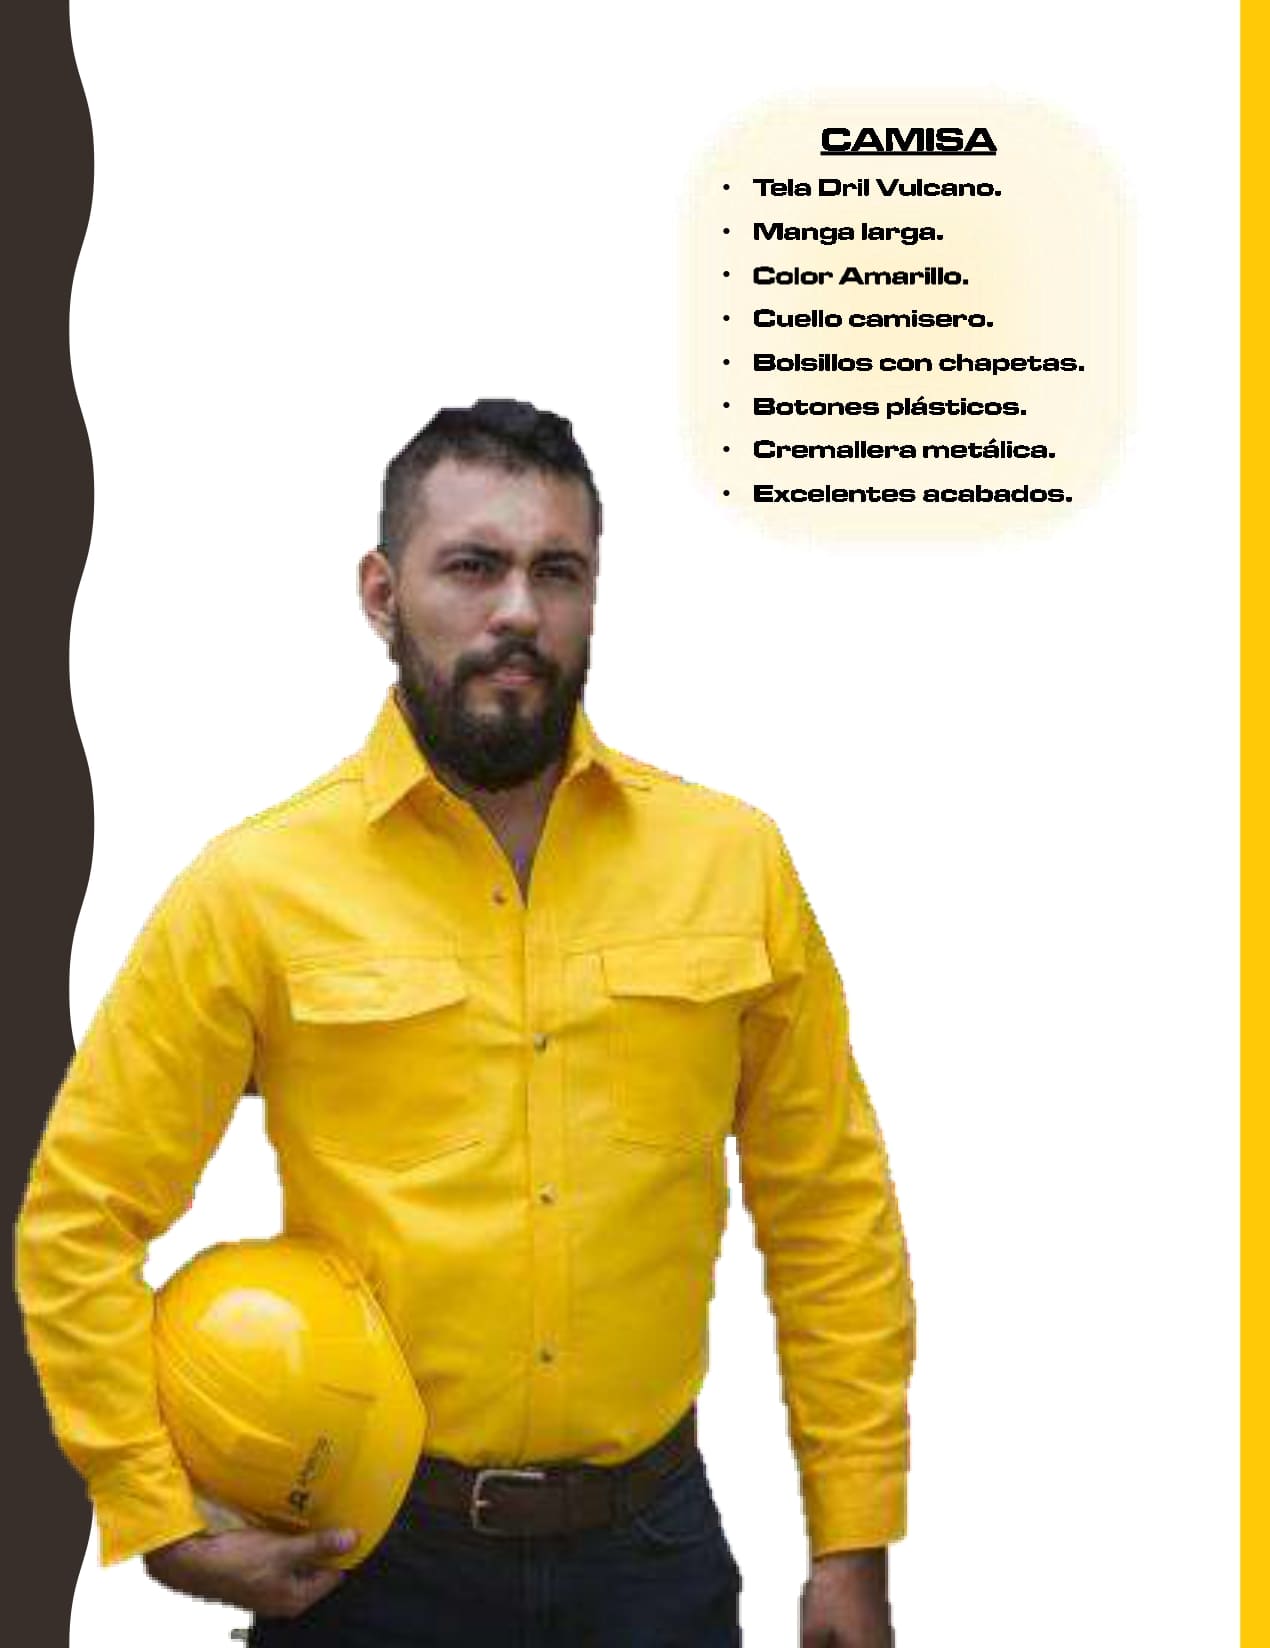 CAMISA
• Tela Dril Vulcano.
• Manga larga.
• Color Amarillo.
• Cuello camisero.
• Bolsillos con chapetas.
• Botones plásticos.
• Cremallera metálica.
• Excelentes acabados.